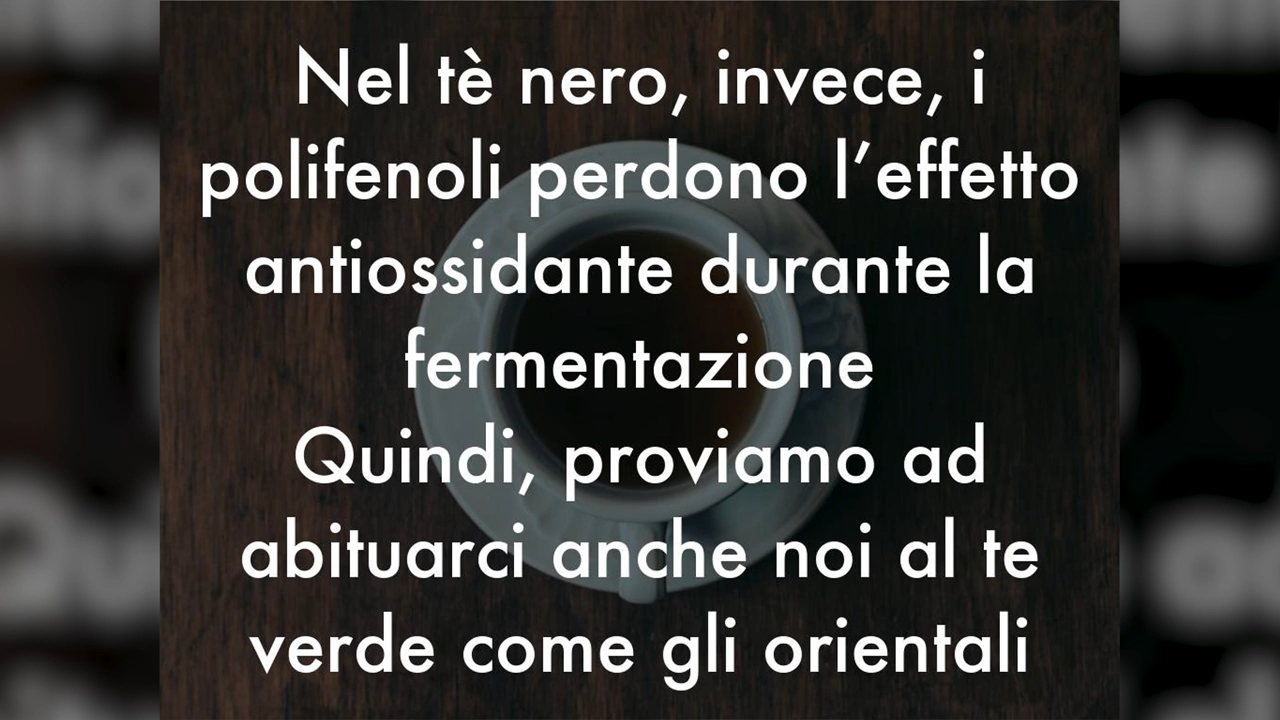 Nel tè nero, invece, i
polifenoli perdono l’effetto
antiossidante durante la
fermentazione
Quindi, proviamo ad
abituarci anche noi al te
verde come gli orientali